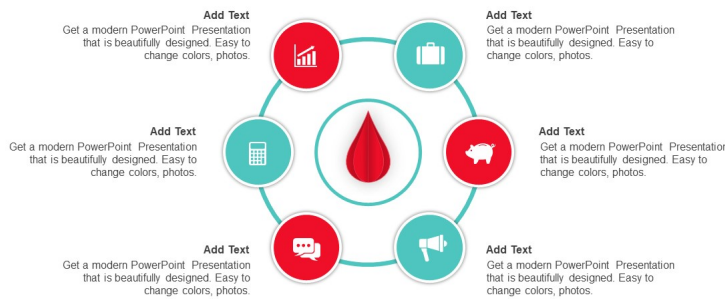 Add Text
Get a modern PowerPoint Presentation
that is beautifully designed. Easy to
change colors, photos.
Add Text
Get a modern PowerPoint Presentation
that is beautifully designed. Easy to
change colors, photos.
Add Text
Get a modern PowerPoint Presentation
that is beautifully designed. Easy to
change colors, photos.
Add Text
Get a modern PowerPoint Presentation
that is beautifully designed. Easy to
change colors, photos.
Add Text
Get a modern PowerPoint Presentation
that is beautifully designed. Easy to
change colors, photos.
Add Text
Get a modern PowerPoint Presentation
that is beautifully designed. Easy to
change colors, photos.